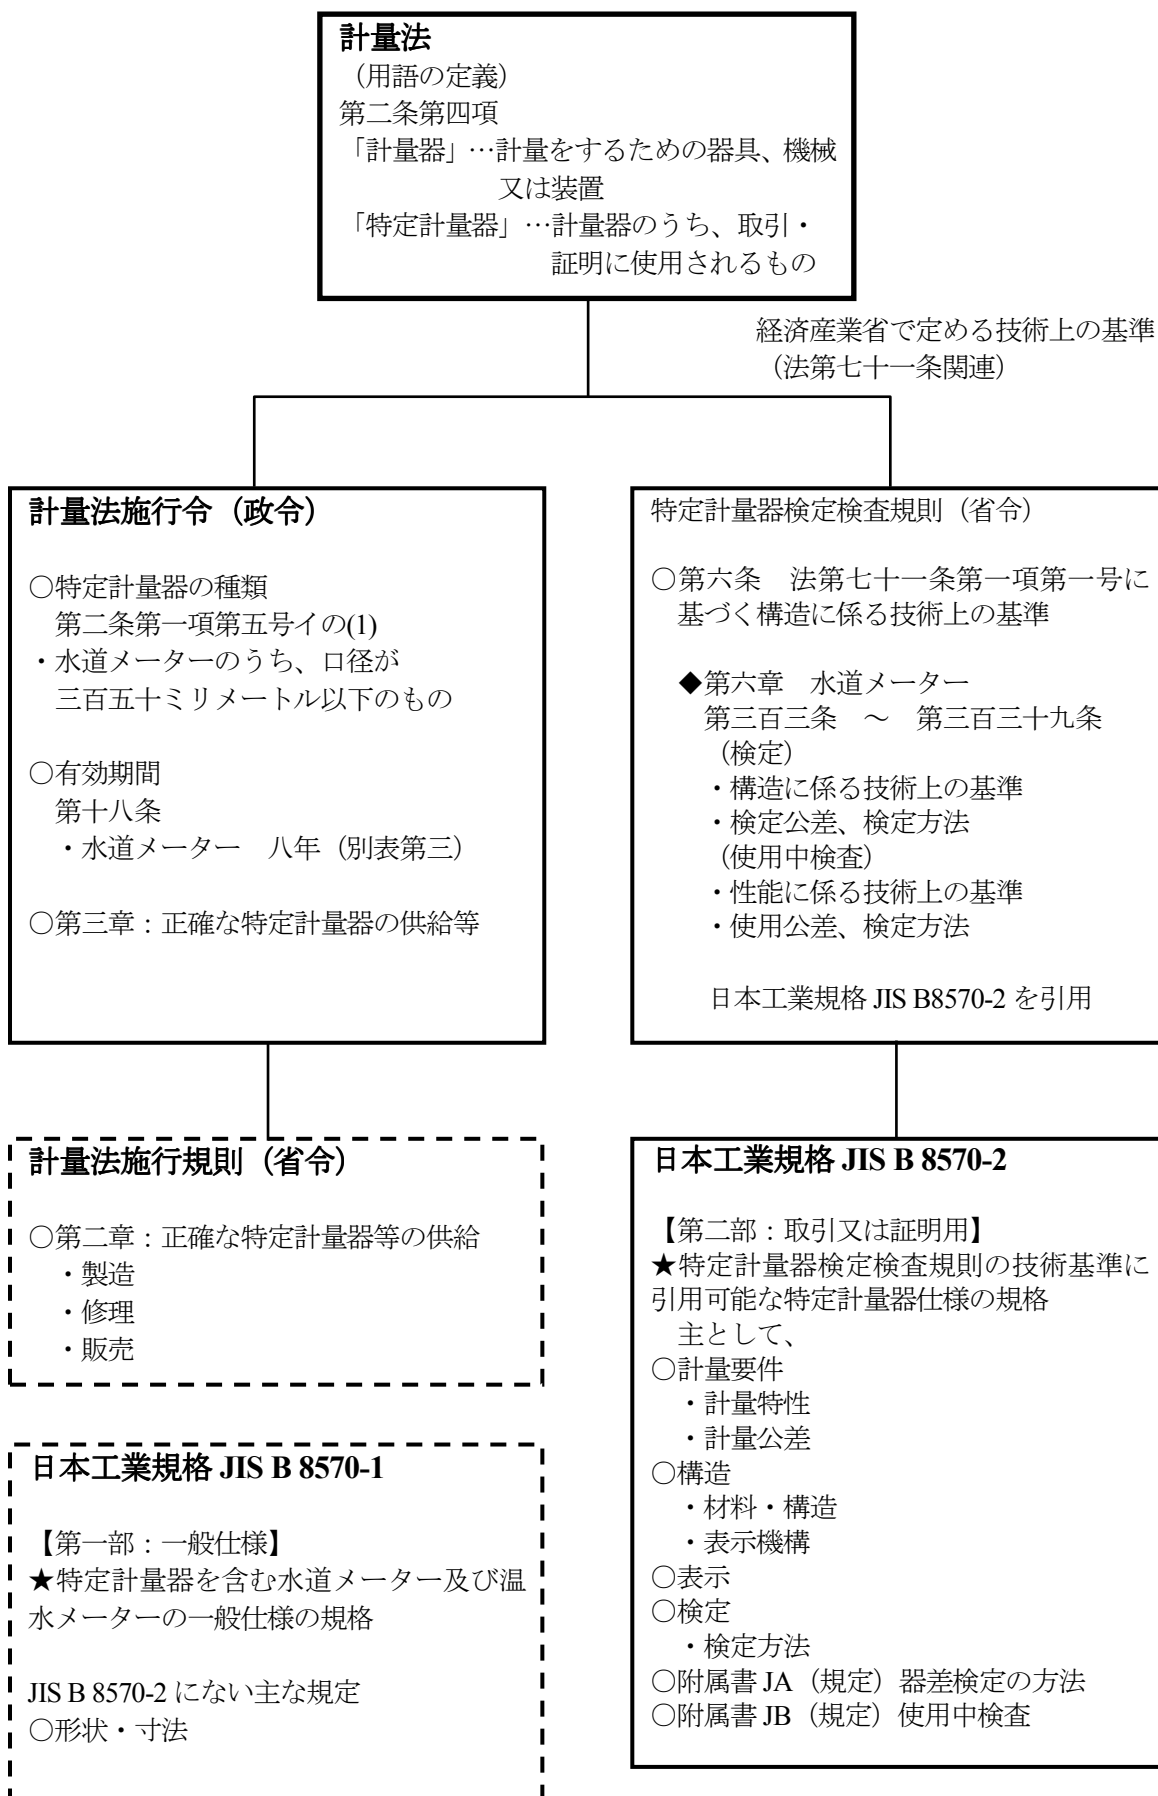 計量法
（用語の定義）
第二条第四項
「計量器」…計量をするための器具、機械
又は装置
「特定計量器」…計量器のうち、取引・
証明に使用されるもの
経済産業省で定める技術上の基準
（法第七十一条関連）
計量法施行令（政令）
○特定計量器の種類
第二条第一項第五号イの(1)
・水道メーターのうち、口径が
三百五十ミリメートル以下のもの
○有効期間
第十八条
・水道メーター　八年（別表第三）
○第三章：正確な特定計量器の供給等
特定計量器検定検査規則（省令）
○第六条　法第七十一条第一項第一号に
基づく構造に係る技術上の基準
◆第六章　水道メーター
第三百三条　～　第三百三十九条
（検定）
・構造に係る技術上の基準
・検定公差、検定方法
（使用中検査）
・性能に係る技術上の基準
・使用公差、検定方法
日本工業規格 JIS B8570-2 を引用
計量法施行規則（省令）
○第二章：正確な特定計量器等の供給
・製造
・修理
・販売
日本工業規格 JIS B 8570-1
【第一部：一般仕様】
★特定計量器を含む水道メーター及び温
水メーターの一般仕様の規格
JIS B 8570-2 にない主な規定
○形状・寸法
日本工業規格 JIS B 8570-2
【第二部：取引又は証明用】
★特定計量器検定検査規則の技術基準に
引用可能な特定計量器仕様の規格
主として、
○計量要件
・計量特性
・計量公差
○構造
・材料・構造
・表示機構
○表示
○検定
・検定方法
○附属書 JA（規定）器差検定の方法
○附属書 JB（規定）使用中検査